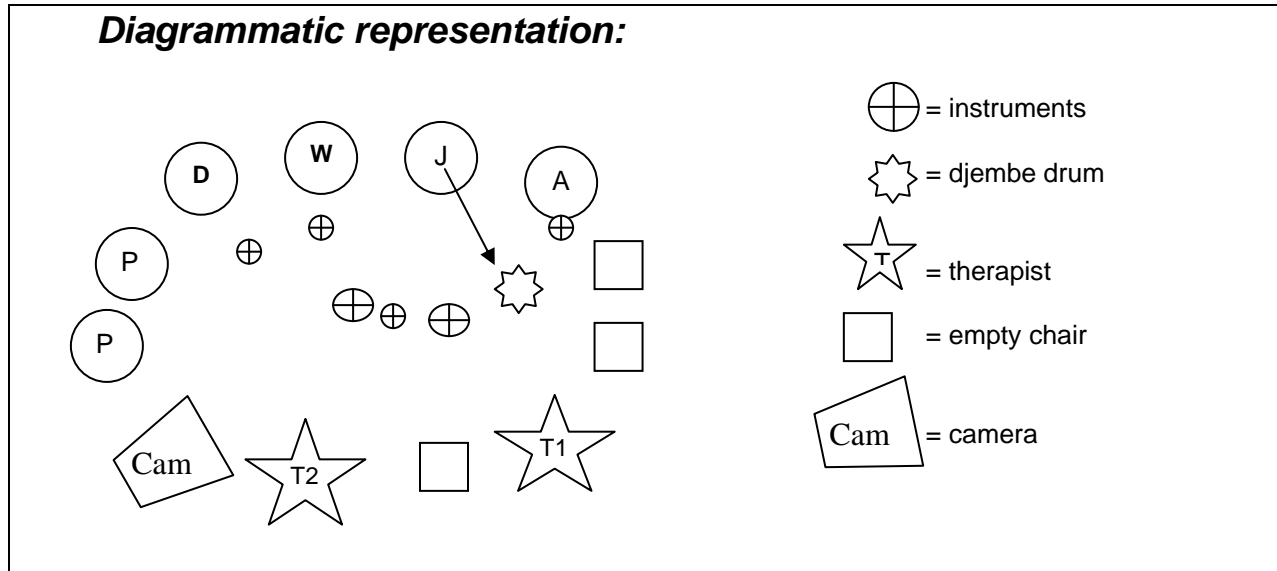 Diagrammatic representation:
= instruments
W
J
D
A
= djembe drum
P
T
= therapist
P
= empty chair
Cam
= camera
Cam
T2
T1